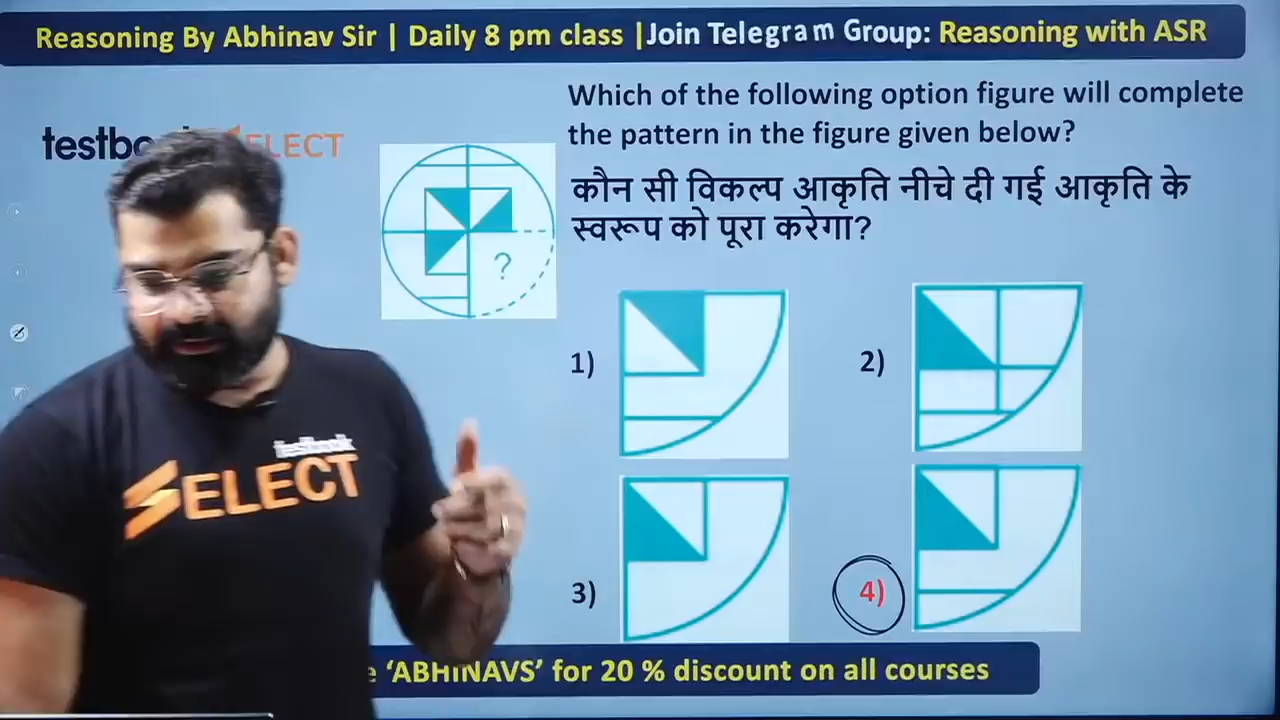 Reasoning By Abhinav Sir | Daily 8 pm class |Join Telegram Group: Reasoning with ASR
Which of the following option figure will complete
the pattern in the figure given below?
कौन सी विकल्प आकृति नीचे दी गई आकृति के
स्वरूप को पूरा करेगा?
?
1)
2)
3)
4)
testbook
SELECT
'ABHINAVS' for 20 % discount on all courses